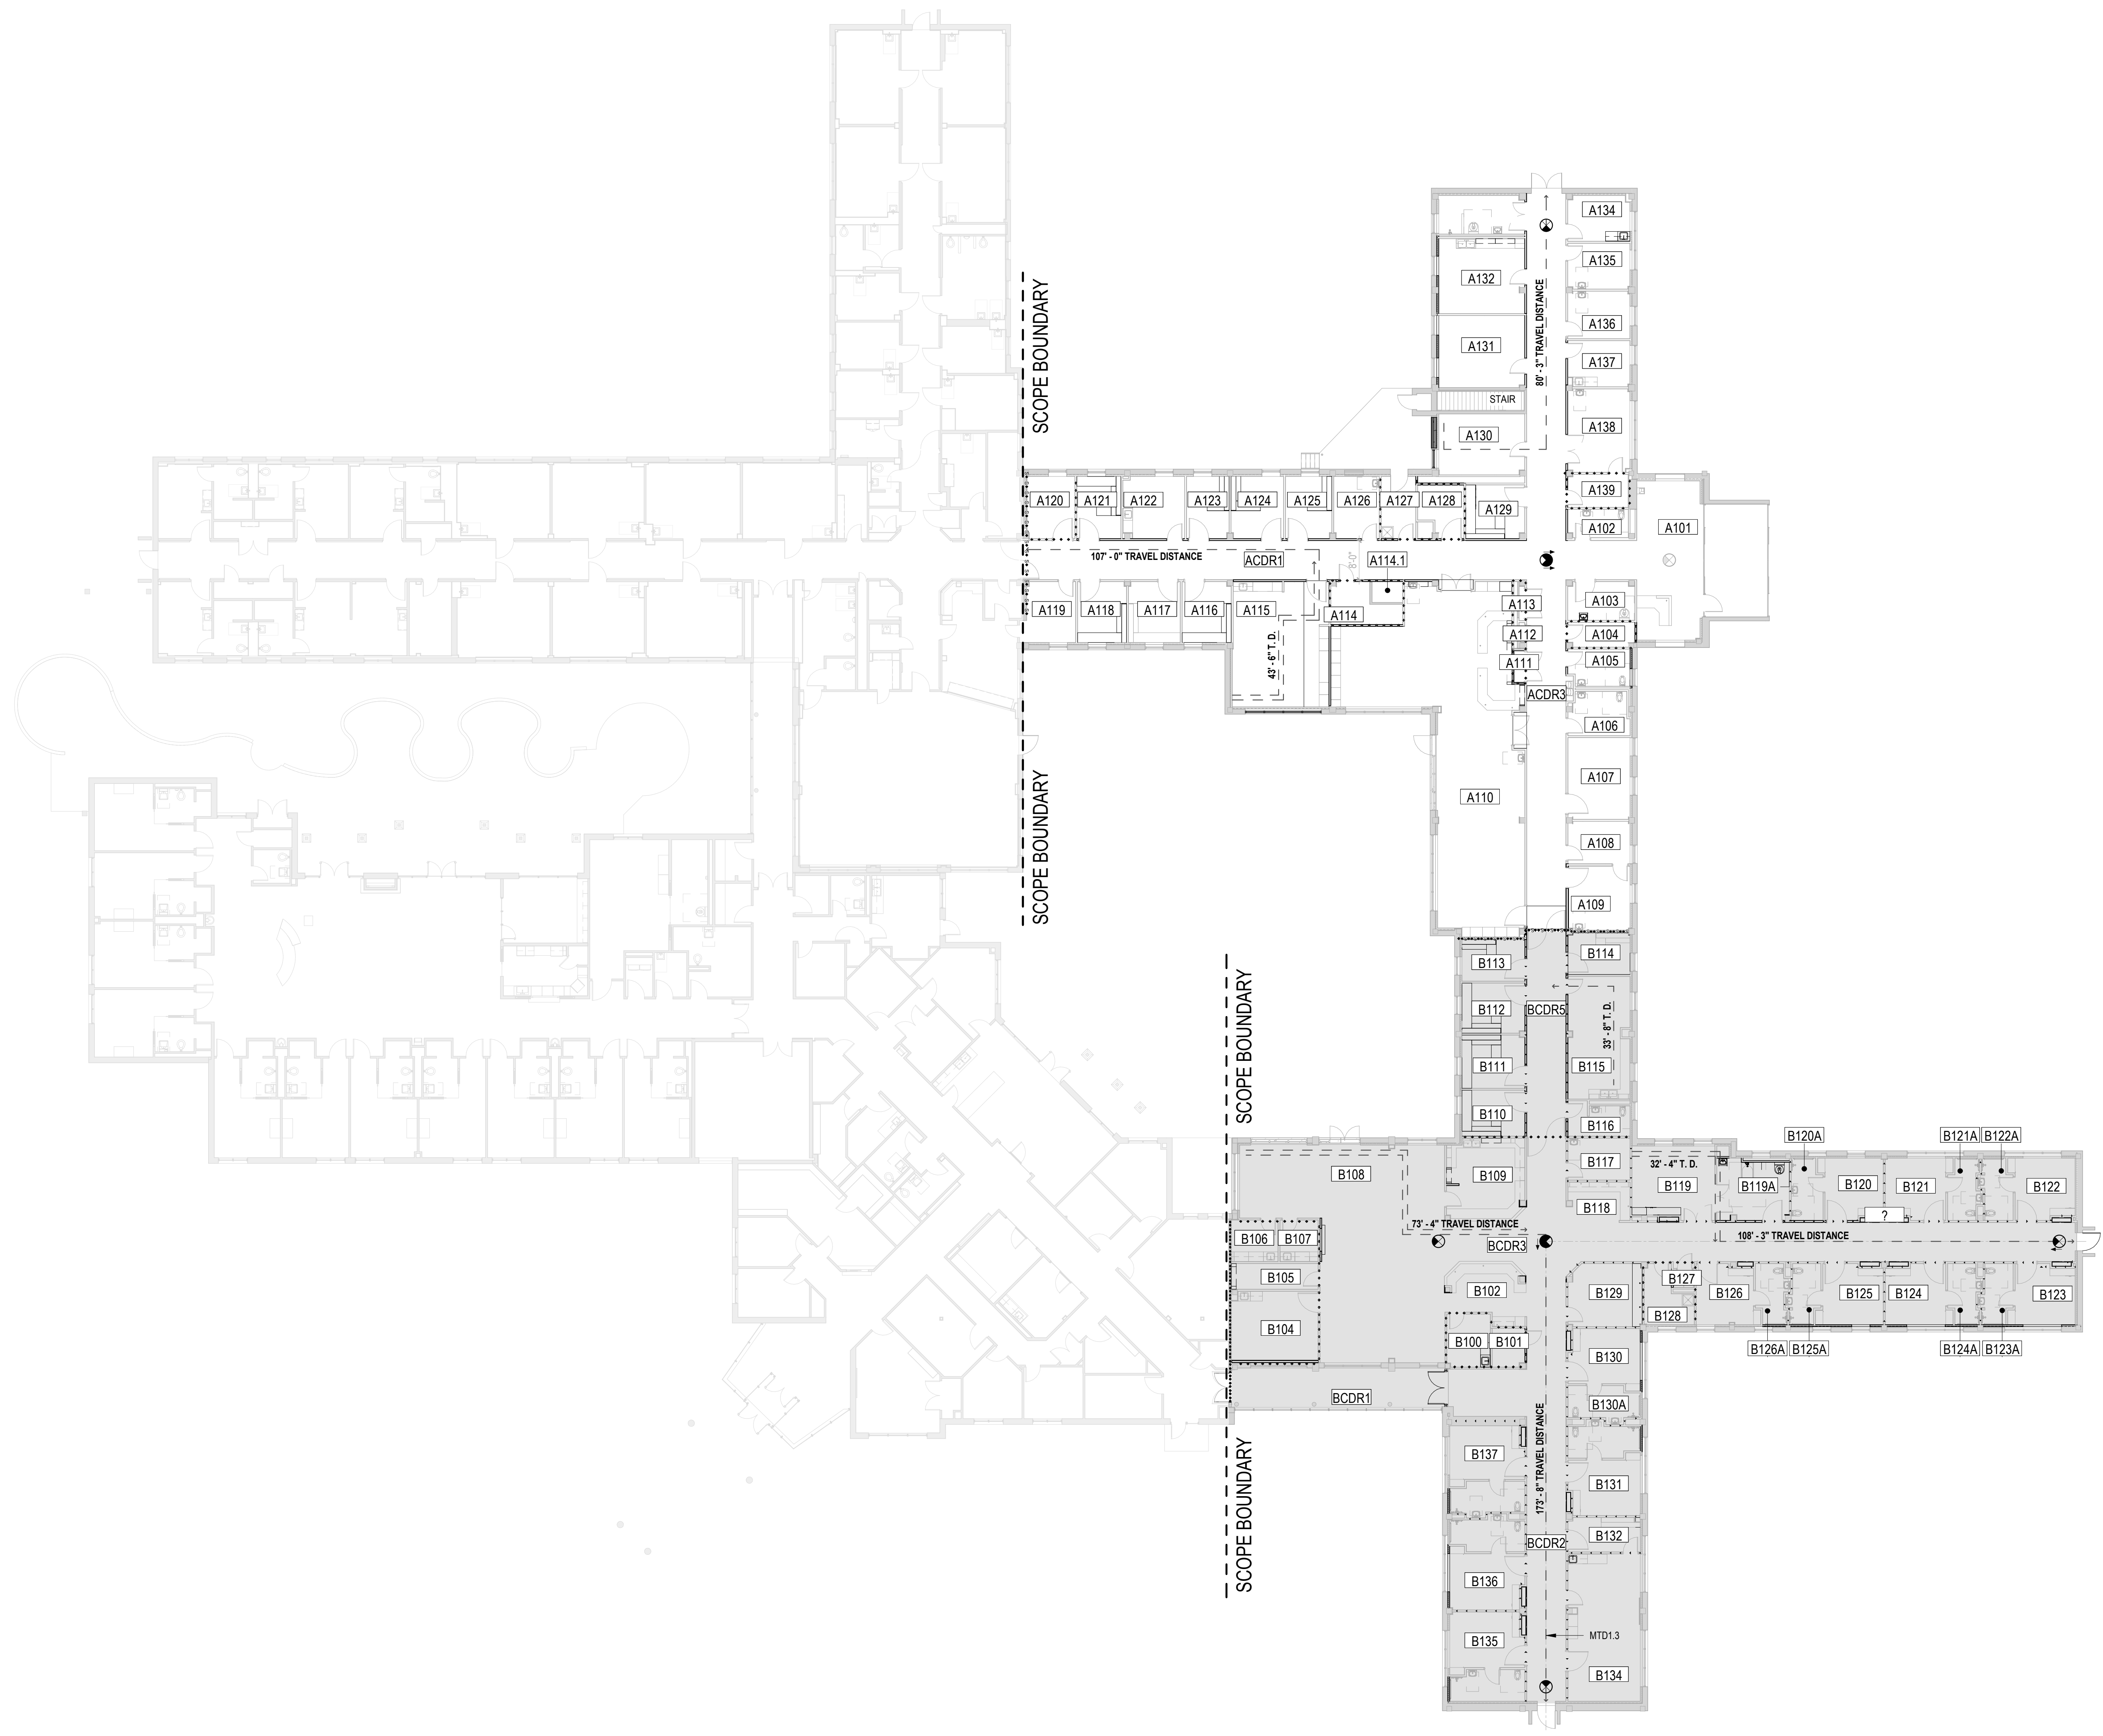 A134
A135
A132
A136
A131
A137
80' - 3" TRAVEL DISTANCE
SCOPE BOUNDARY
STAIR
A138
A130
A139
A120
A121
A122
A123
A124
A125
A126
A127
A128
A129
A102
A101
107' - 0" TRAVEL DISTANCE
ACDR1
8'-0"
A114.1
A119
A118
A117
A116
A115
A114
A113
A103
A112
A104
43' - 6" T. D.
A111
A105
ACDR3
A106
A107
SCOPE BOUNDARY
A110
A108
A109
B114
B113
SCOPE BOUNDARY
B112
BCDR5
33' - 8" T. D.
B111
B115
B110
B116
B120A
B121A
B122A
B117
32' - 4" T. D.
B108
B109
B119
B119A
B120
B121
B122
B118
?
73' - 4" TRAVEL DISTANCE
B106
B107
BCDR3
108' - 3" TRAVEL DISTANCE
B105
B127
B102
B129
B126
B125
B124
B123
B128
B104
B100
B101
B126A
B125A
B124A
B123A
B130
BCDR1
B130A
173' - 8" TRAVEL DISTANCE
B137
B131
SCOPE BOUNDARY
B132
BCDR2
B136
B135
MTD1.3
B134